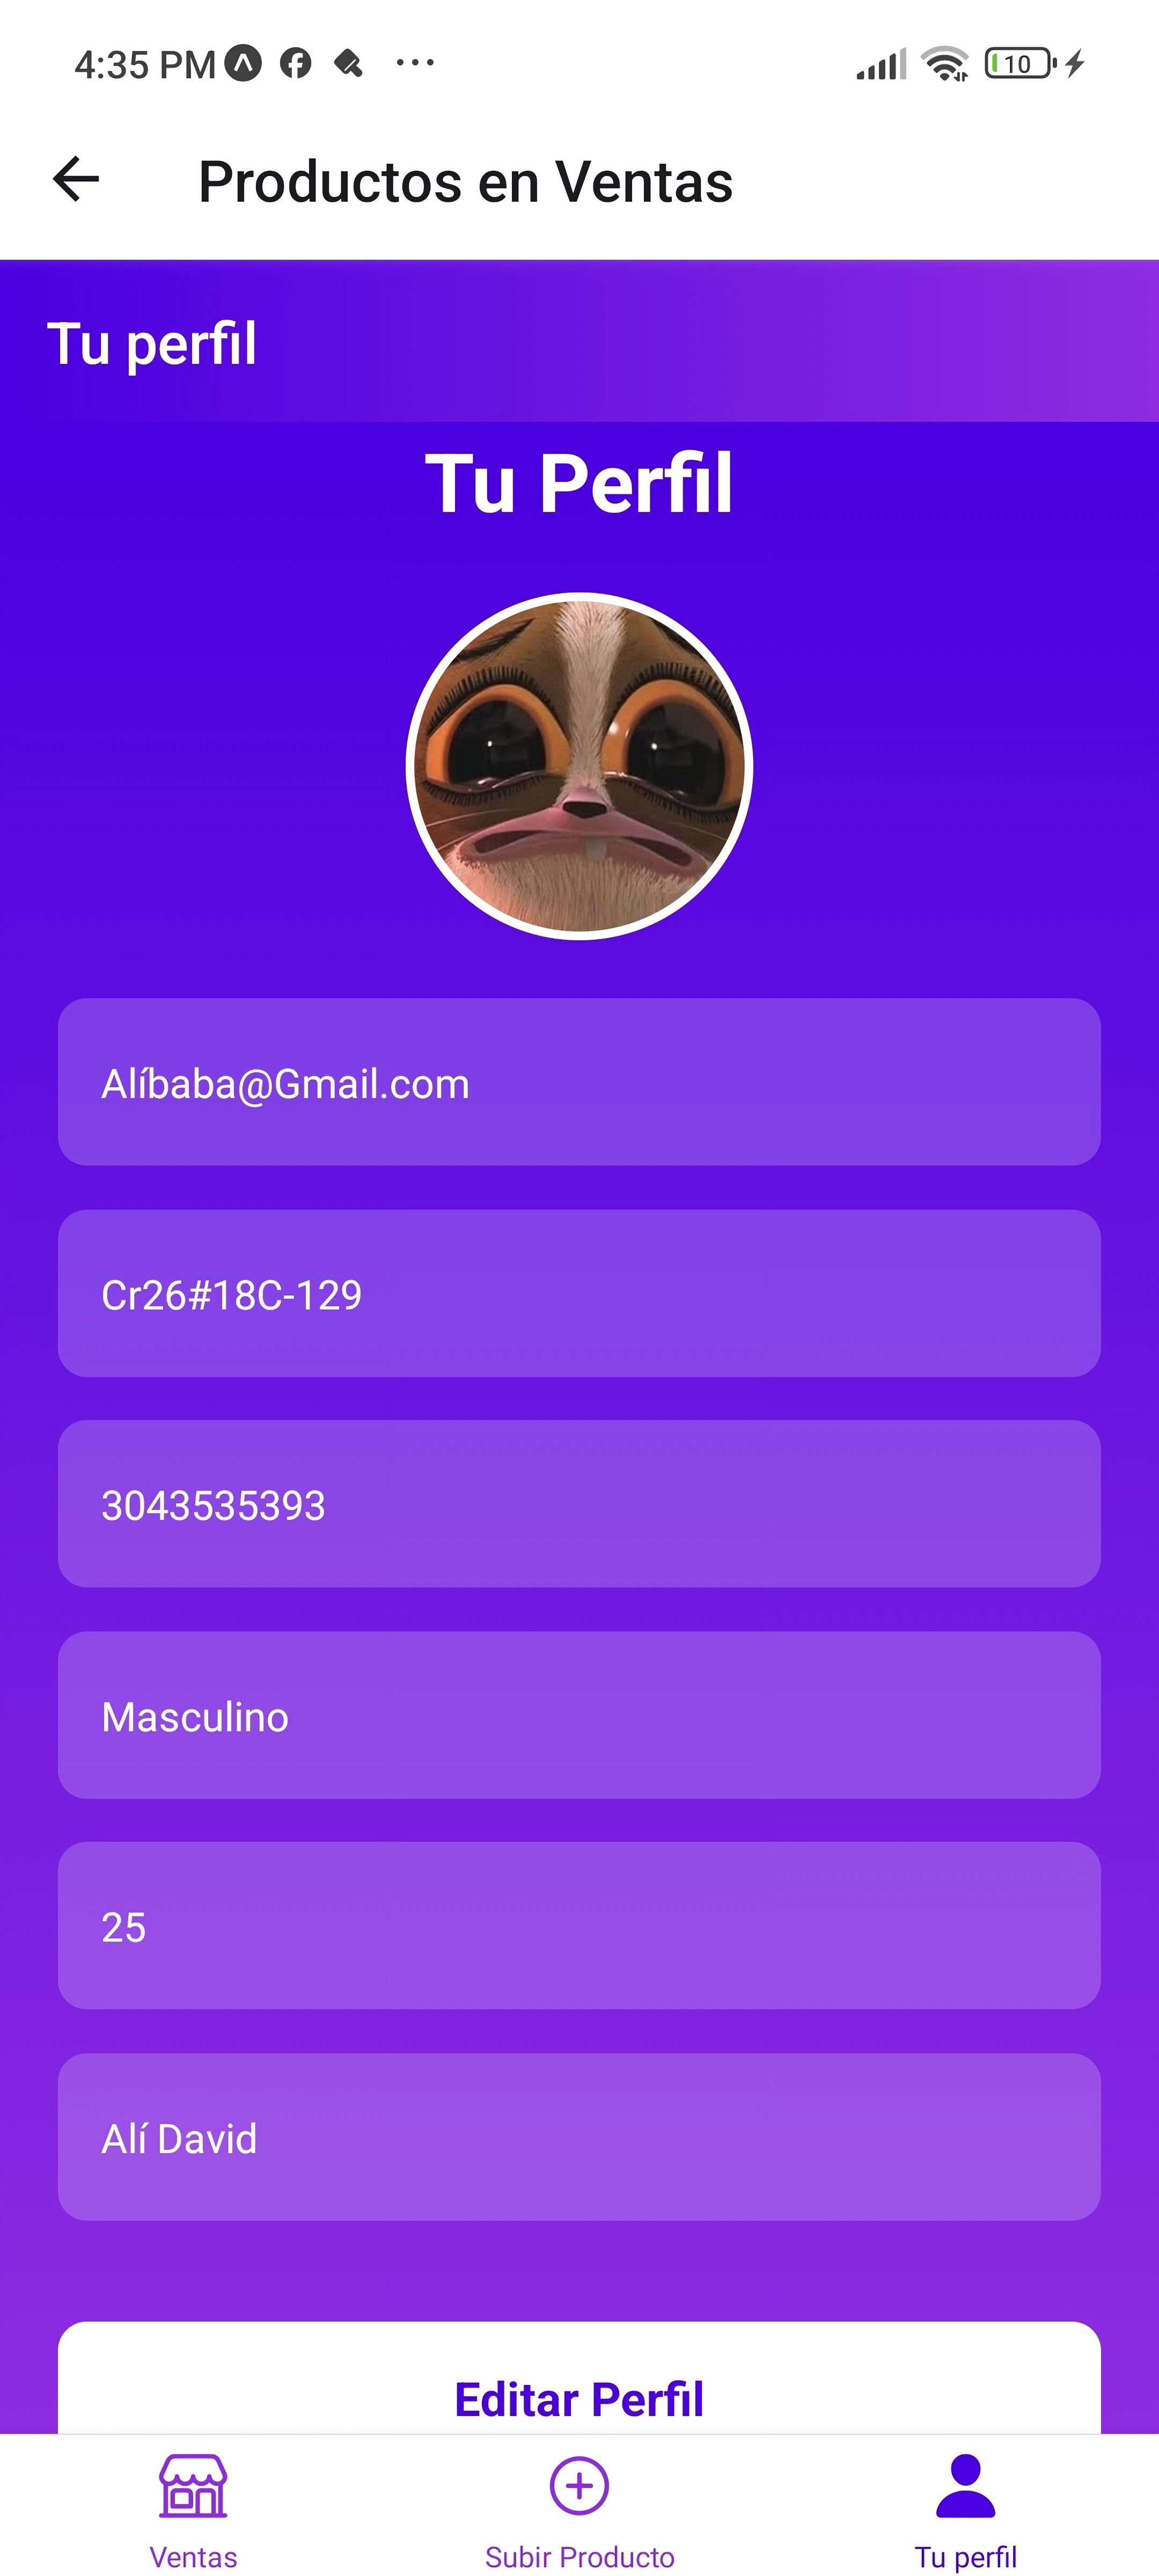 4:35 PM
10
Productos en Ventas
Tu perfil
Tu Perfil
Alíbaba@Gmail.com
Cr26#18C-129
3043535393
Masculino
25
Alí David
Editar Perfil
Ventas
Subir Producto
Tu perfil